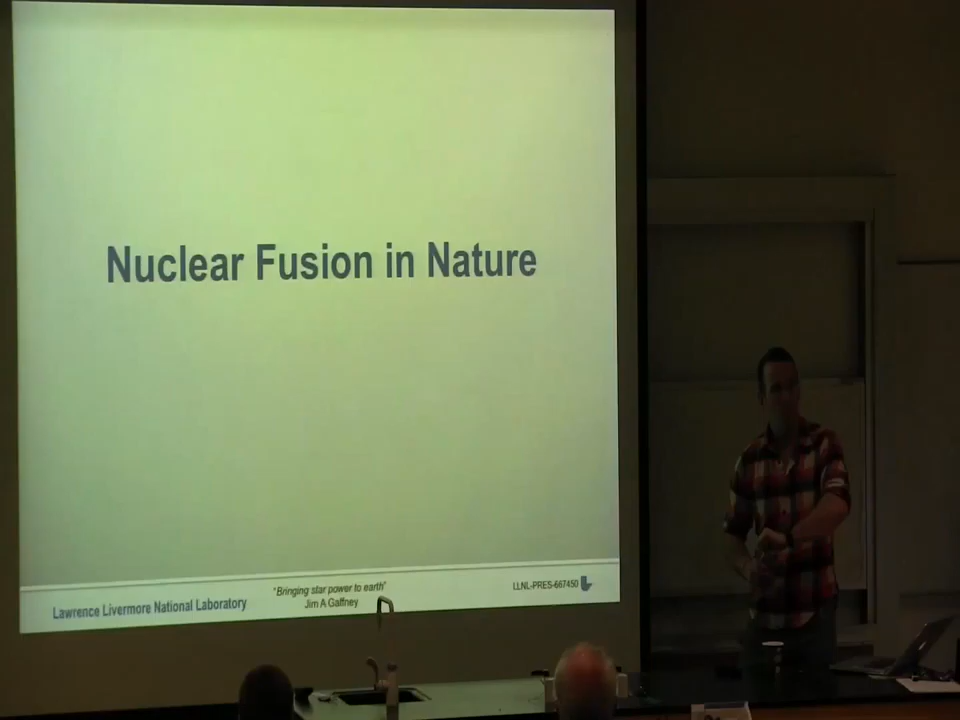 Nuclear Fusion in Nature
"Bringing star power to earth"
Jim A Gaffney
Lawrence Livermore National Laboratory
LLNL-PRES-667450